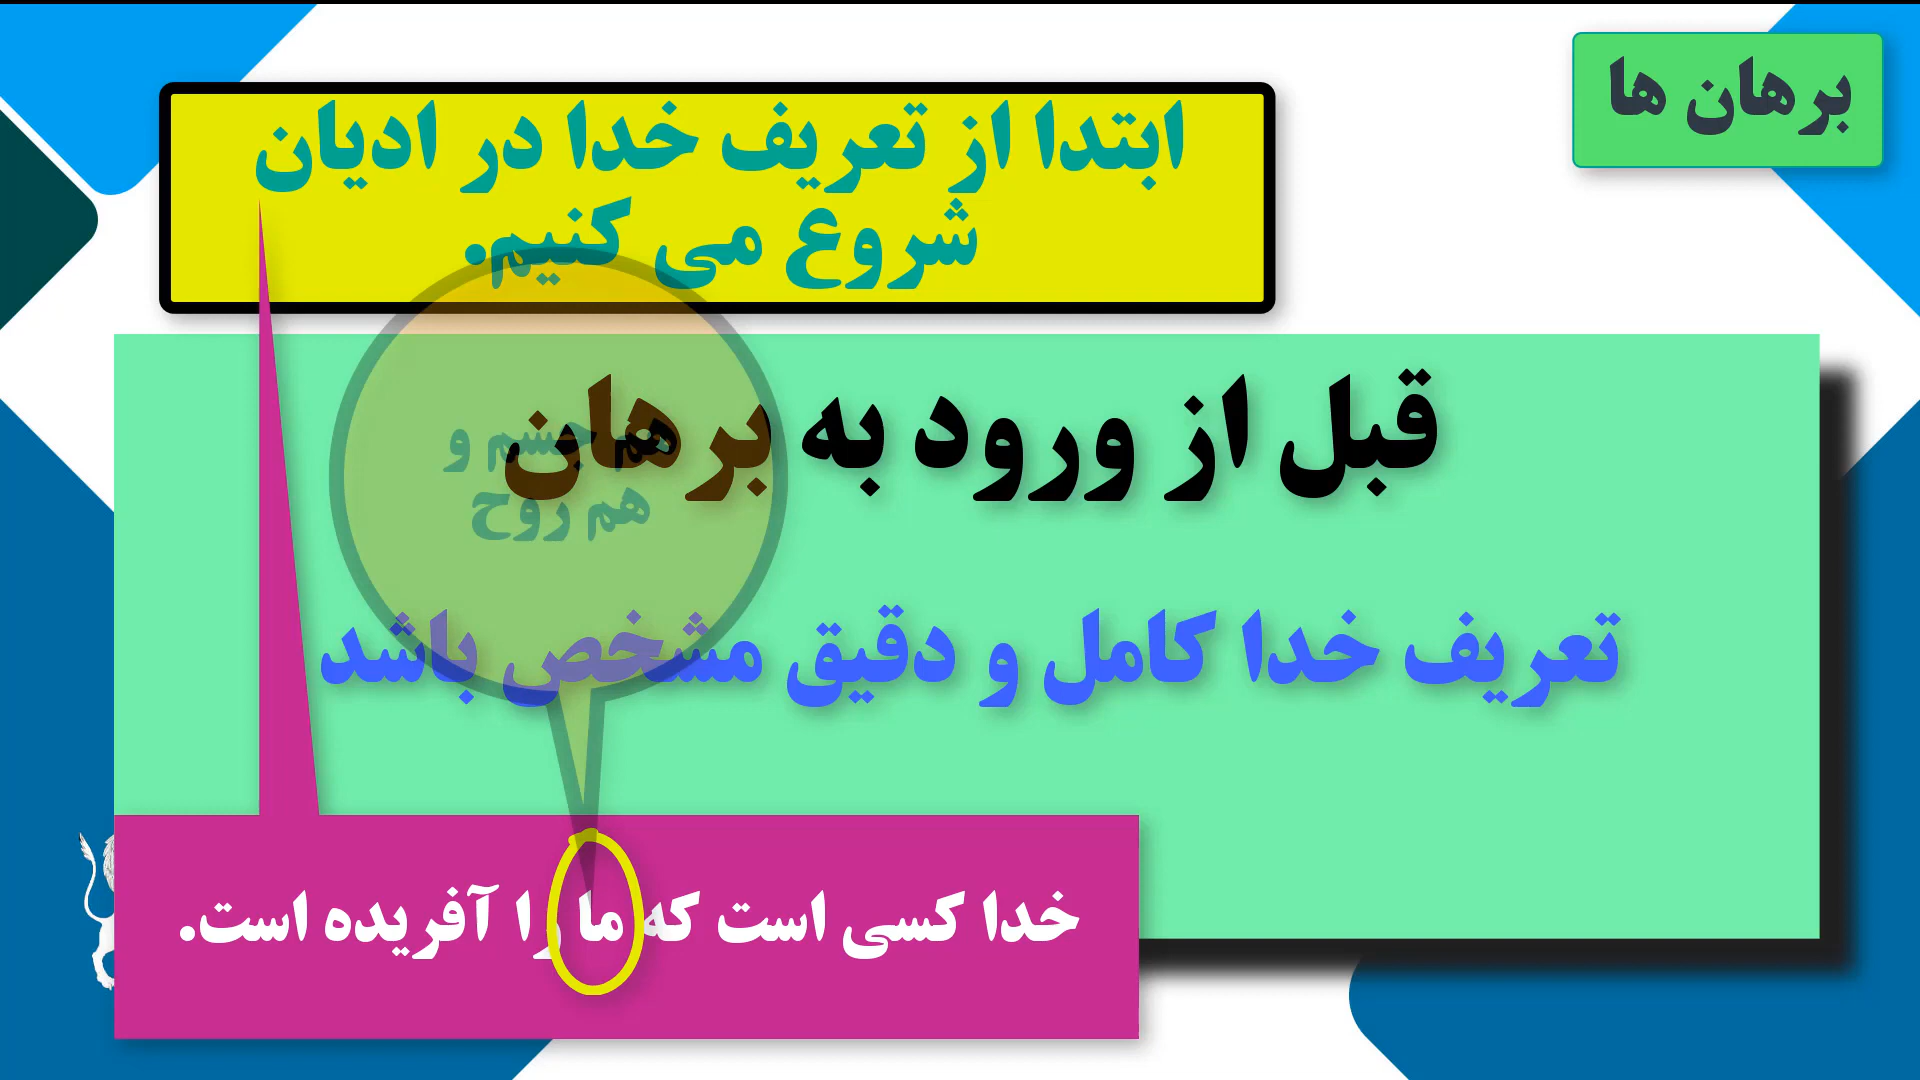 برهان ها
ابتدا از تعریف خدا در ادیان
شروع می کنیم.
قبل از ورود به برهان
هم جسم و
هم روح
تعریف خدا کامل و دقیق مشخص باشد
خدا کسی است که ما را آفریده است.